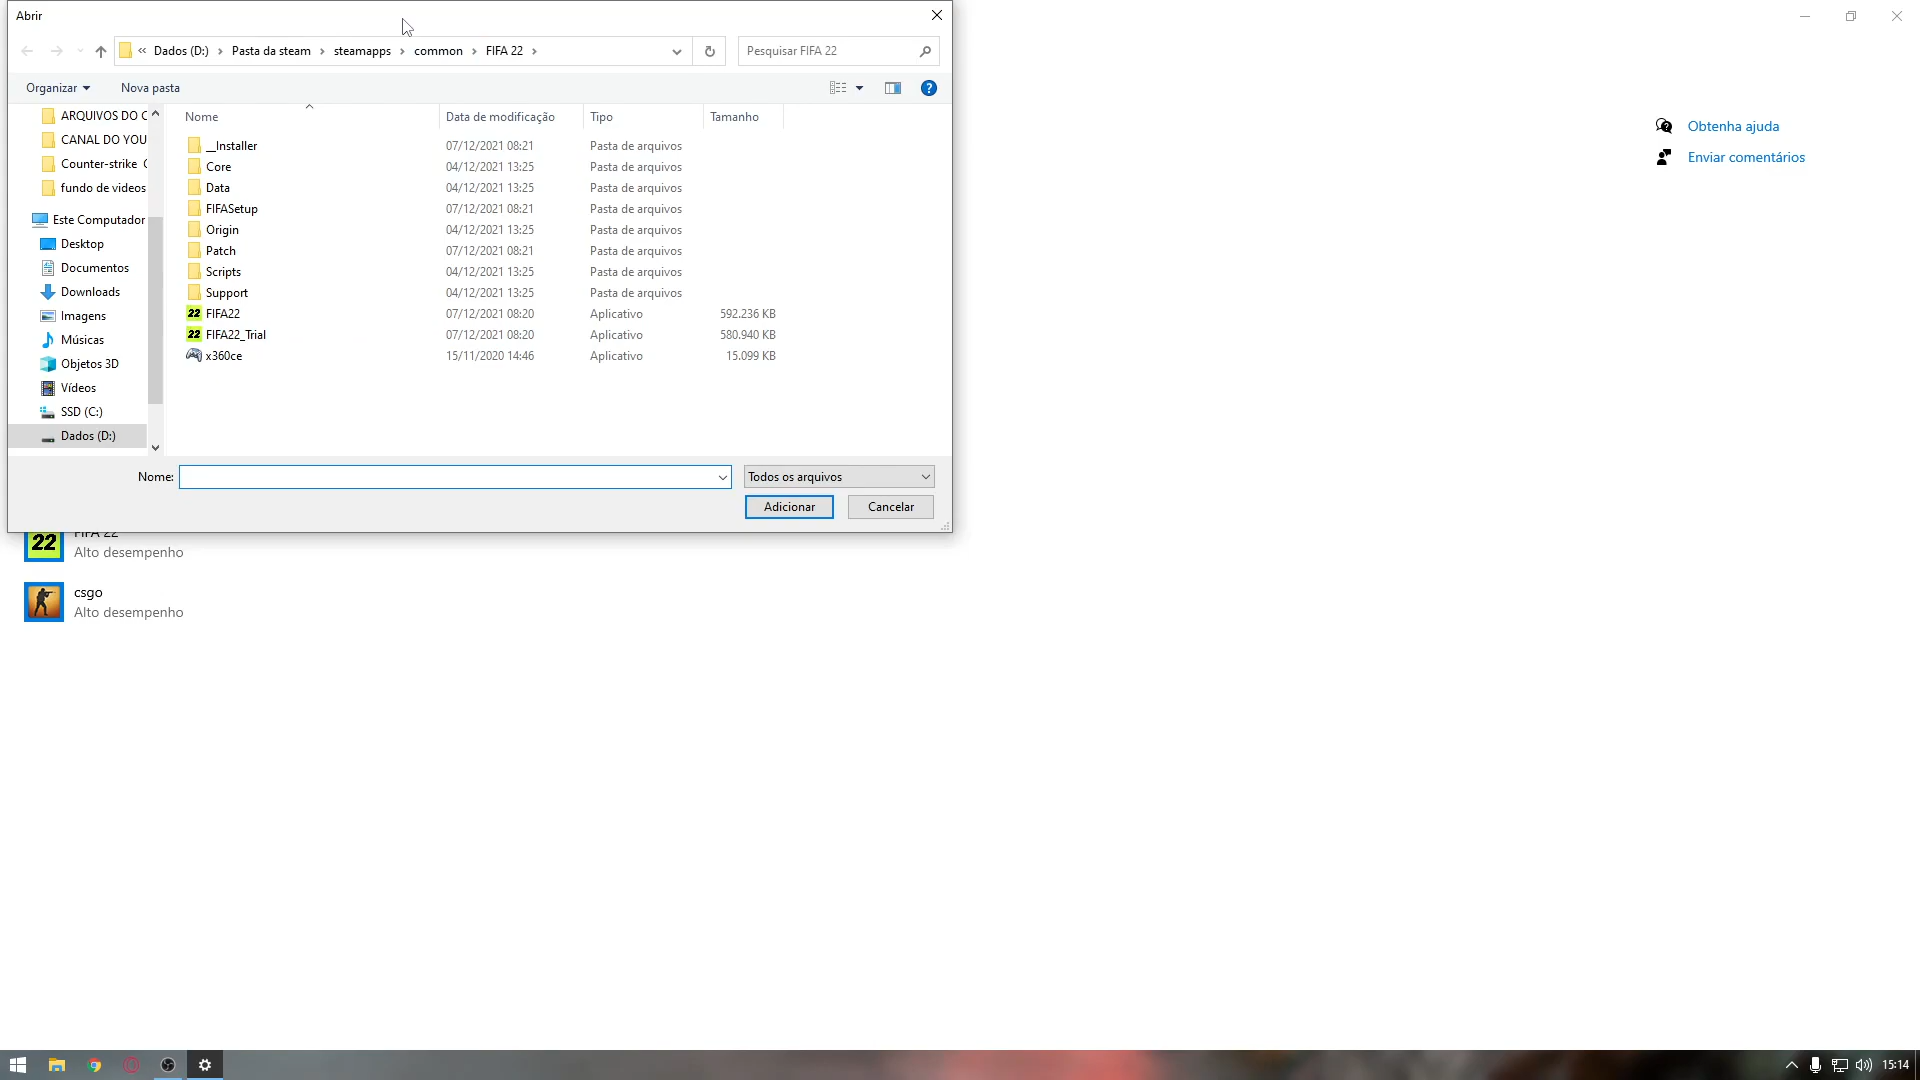 Abrir
« Dados (D:) › Pasta da steam › steamapps › common › FIFA 22 ›
Pesquisar FIFA 22
Organizar
Nova pasta
Nome
Data de modificação
Tipo
Tamanho
ARQUIVOS DO C
CANAL DO YOU
Counter-strike
fundo de videos
Este Computador
Desktop
Documentos
Downloads
Imagens
Músicas
Objetos 3D
Vídeos
SSD (C:)
Dados (D:)
__Installer 07/12/2021 08:21 Pasta de arquivos
Core 04/12/2021 13:25 Pasta de arquivos
Data 04/12/2021 13:25 Pasta de arquivos
FIFASetup 07/12/2021 08:21 Pasta de arquivos
Origin 04/12/2021 13:25 Pasta de arquivos
Patch 07/12/2021 08:21 Pasta de arquivos
Scripts 04/12/2021 13:25 Pasta de arquivos
Support 04/12/2021 13:25 Pasta de arquivos
22 FIFA22 07/12/2021 08:20 Aplicativo 592.236 KB
22 FIFA22_Trial 07/12/2021 08:20 Aplicativo 580.940 KB
x360ce 15/11/2020 14:46 Aplicativo 15.099 KB
Nome:
Todos os arquivos
Adicionar
Cancelar
Obtenha ajuda
Enviar comentários
22
FIFA 22
Alto desempenho
csgo
Alto desempenho
15:14